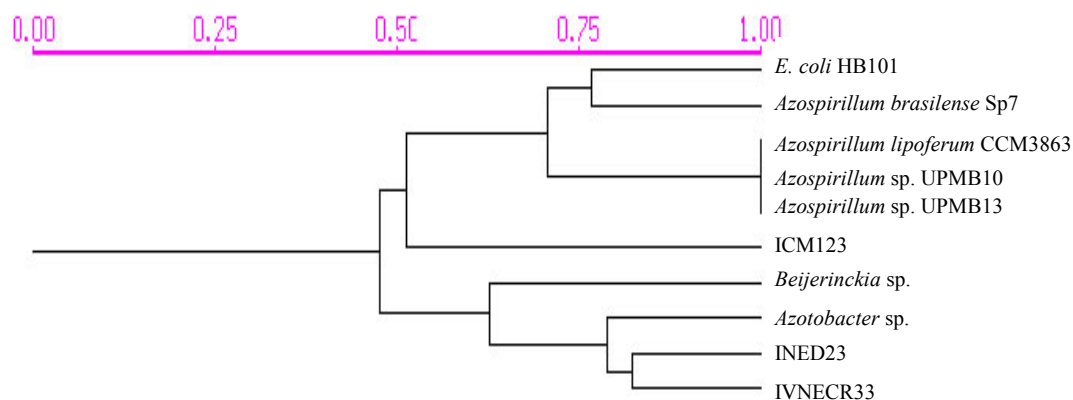 0.00 0.25 0.50 0.75 1.00
E. coli HB101
Azospirillum brasilense Sp7
Azospirillum lipoferum CCM3863
Azospirillum sp. UPMB10
Azospirillum sp. UPMB13
ICM123
Beijerinckia sp.
Azotobacter sp.
INED23
IVNECR33